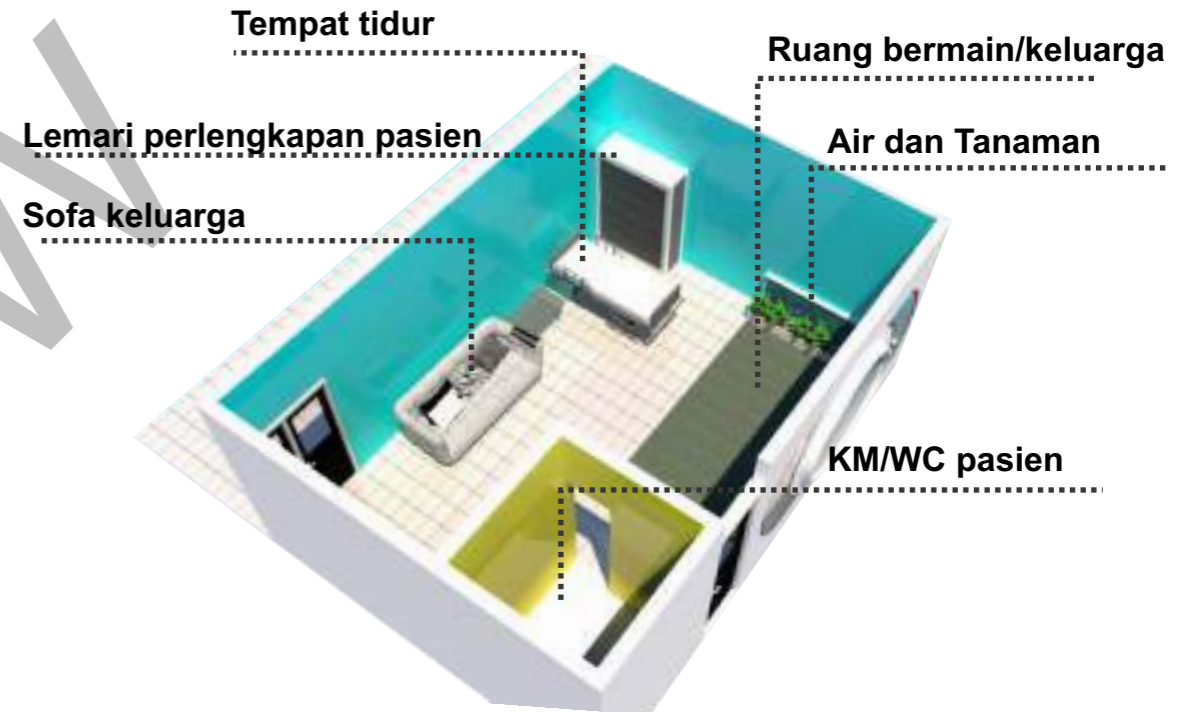 Tempat tidur
Ruang bermain/keluarga
Lemari perlengkapan pasien
Air dan Tanaman
Sofa keluarga
KM/WC pasien